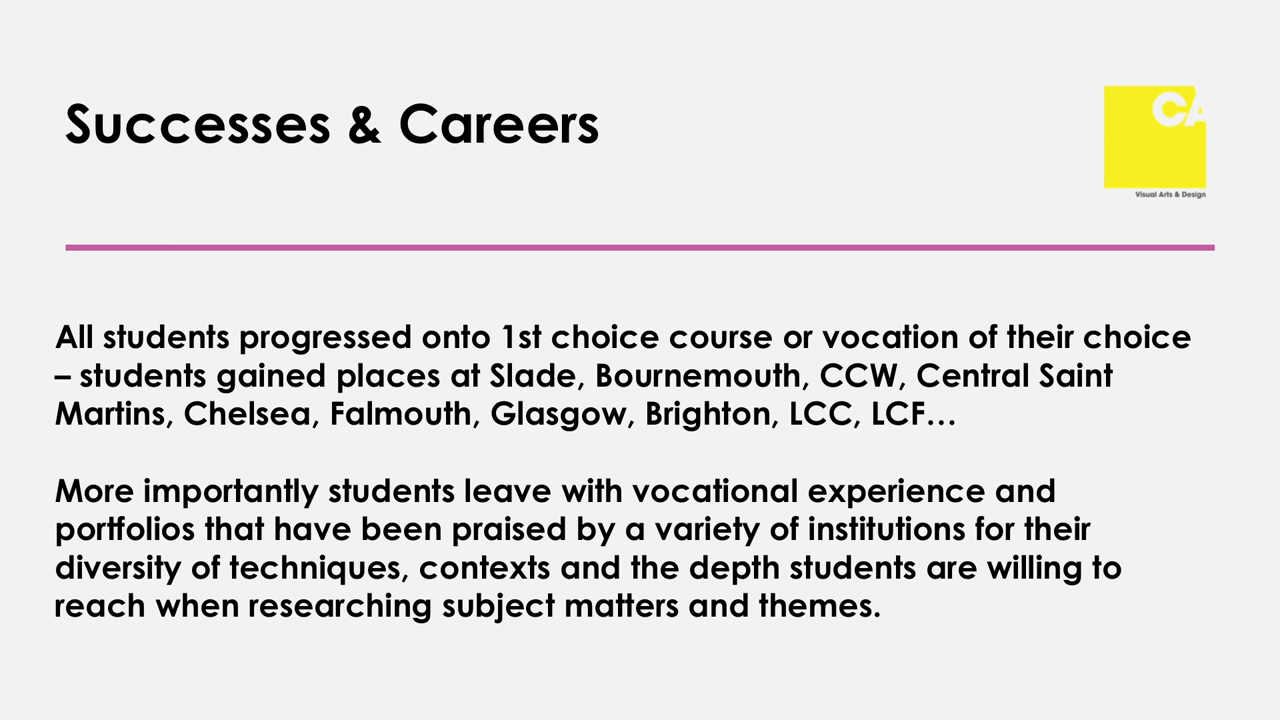 Successes & Careers
CA
Visual Arts & Design
All students progressed onto 1st choice course or vocation of their choice
– students gained places at Slade, Bournemouth, CCW, Central Saint
Martins, Chelsea, Falmouth, Glasgow, Brighton, LCC, LCF…
More importantly students leave with vocational experience and
portfolios that have been praised by a variety of institutions for their
diversity of techniques, contexts and the depth students are willing to
reach when researching subject matters and themes.